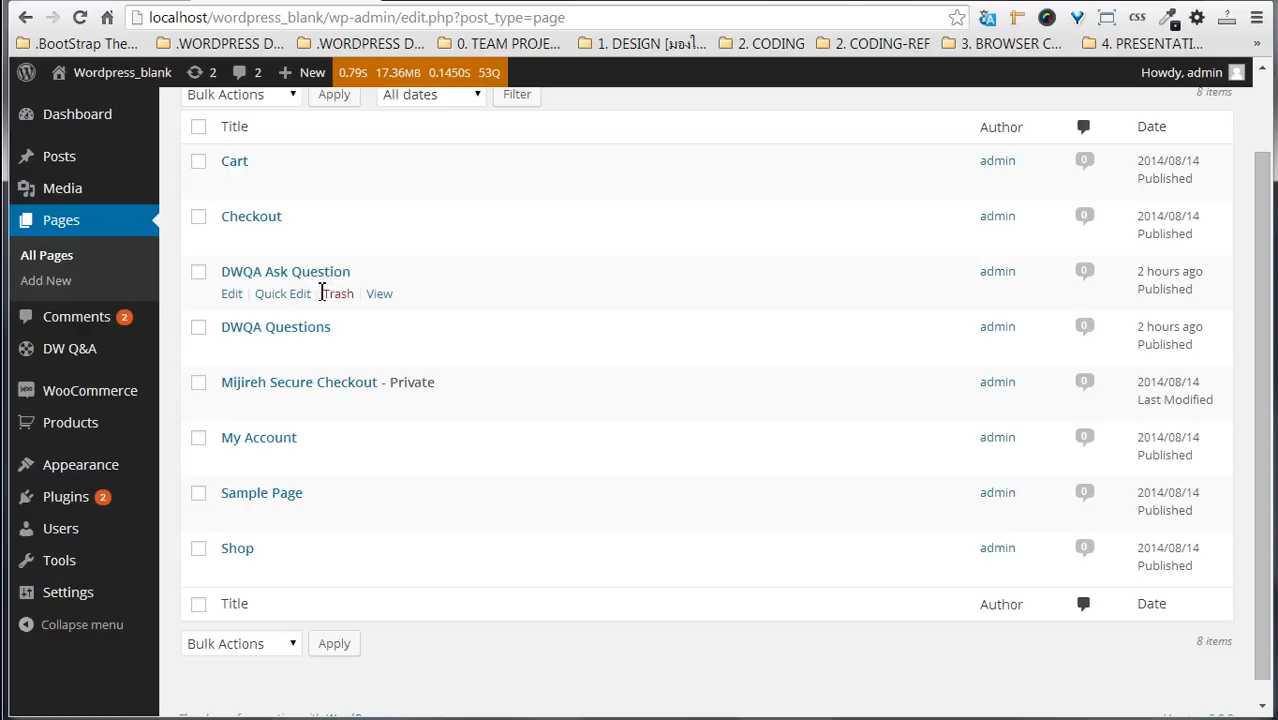 localhost/wordpress_blank/wp-admin/edit.php?post_type=page
CSS
.BootStrap The...
.WORDPRESS D...
.WORDPRESS D...
0. TEAM PROJE...
1. DESIGN [มองใ...
2. CODING
2. CODING-REF
3. BROWSER C...
4. PRESENTATI...
»
Wordpress_blank
2
2
New
0.79S 17.36MB 0.1450S 53Q
Howdy, admin
Bulk Actions
Apply
All dates
Filter
8 items
Dashboard
Posts
Media
Pages
All Pages
Add New
Comments 2
DW Q&A
WooCommerce
Products
Appearance
Plugins 2
Users
Tools
Settings
Collapse menu
Title Author Date
Cart admin 0 2014/08/14
Published
Checkout admin 0 2014/08/14
Published
DWQA Ask Question admin 0 2 hours ago
Edit | Quick Edit | Trash | View Published
DWQA Questions admin 0 2 hours ago
Published
Mijireh Secure Checkout - Private admin 0 2014/08/14
Last Modified
My Account admin 0 2014/08/14
Published
Sample Page admin 0 2014/08/14
Published
Shop admin 0 2014/08/14
Published
Title Author Date
Bulk Actions
Apply
8 items